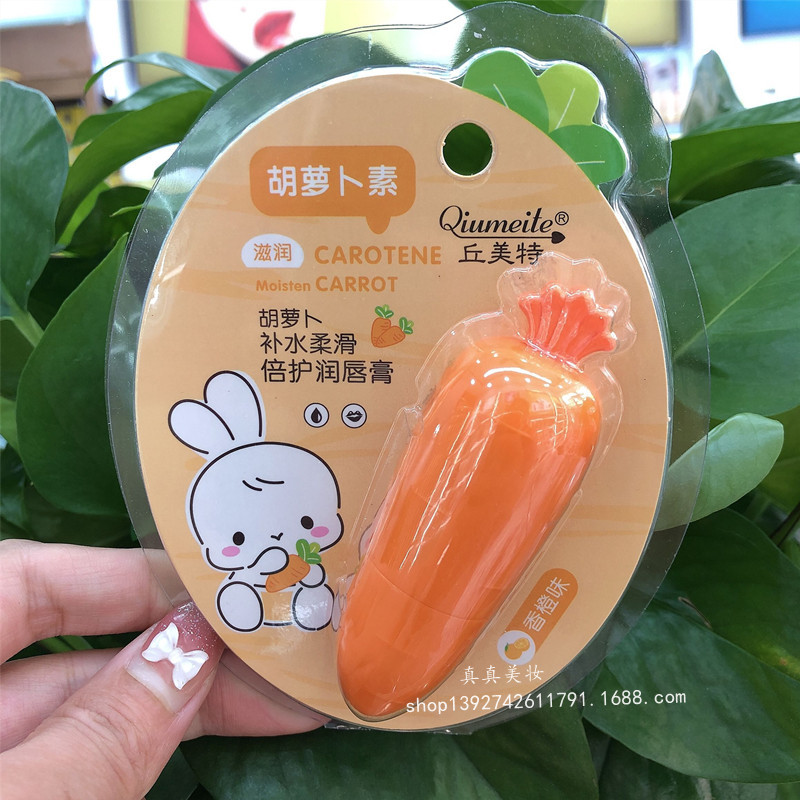 胡萝卜素
Qiumeite®
丘美特
滋润 CAROTENE
Moisten CARROT
胡萝卜
补水柔滑
倍护润唇膏
香橙味
真真美妆
shop1392742611791.1688.com